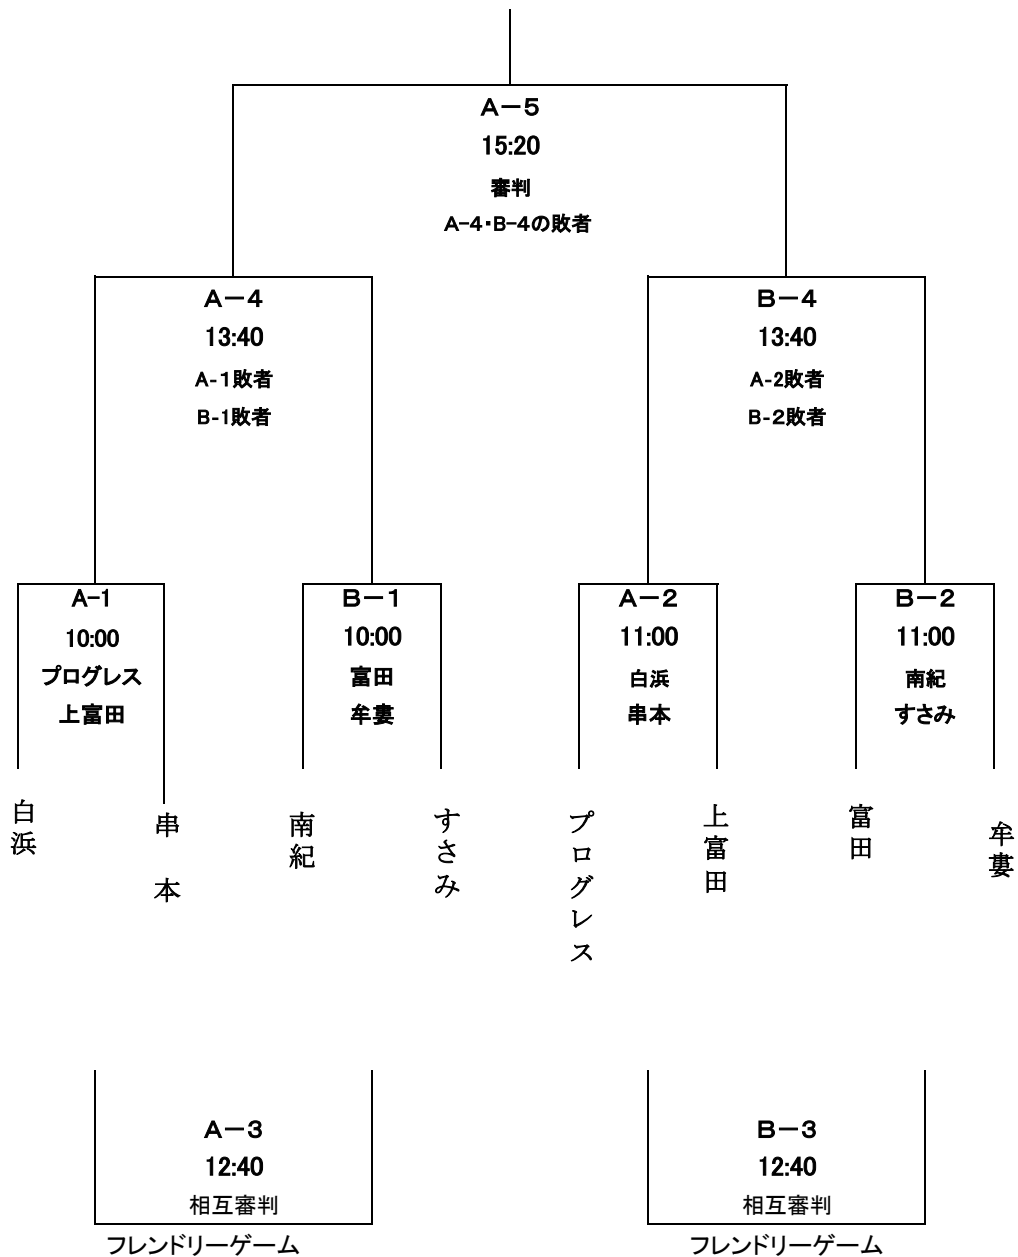 A－5
15:20
審判
A-4・B-4の敗者
A－4
13:40
A-1敗者
B-1敗者
B－4
13:40
A-2敗者
B-2敗者
A-1
10:00
プログレス
上富田
B－1
10:00
富田
牟婁
A－2
11:00
白浜
串本
B－2
11:00
南紀
すさみ
白浜
串本
南紀
すさみ
プログレス
上富田
富田
牟婁
A－3
12:40
相互審判
フレンドリーゲーム
B－3
12:40
相互審判
フレンドリーゲーム